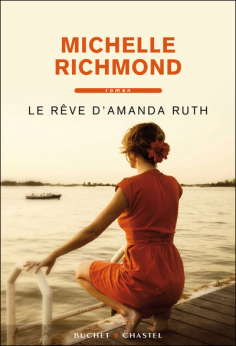 MICHELLE
RICHMOND
roman
LE RÊVE D'AMANDA RUTH
BUCHET CHASTEL